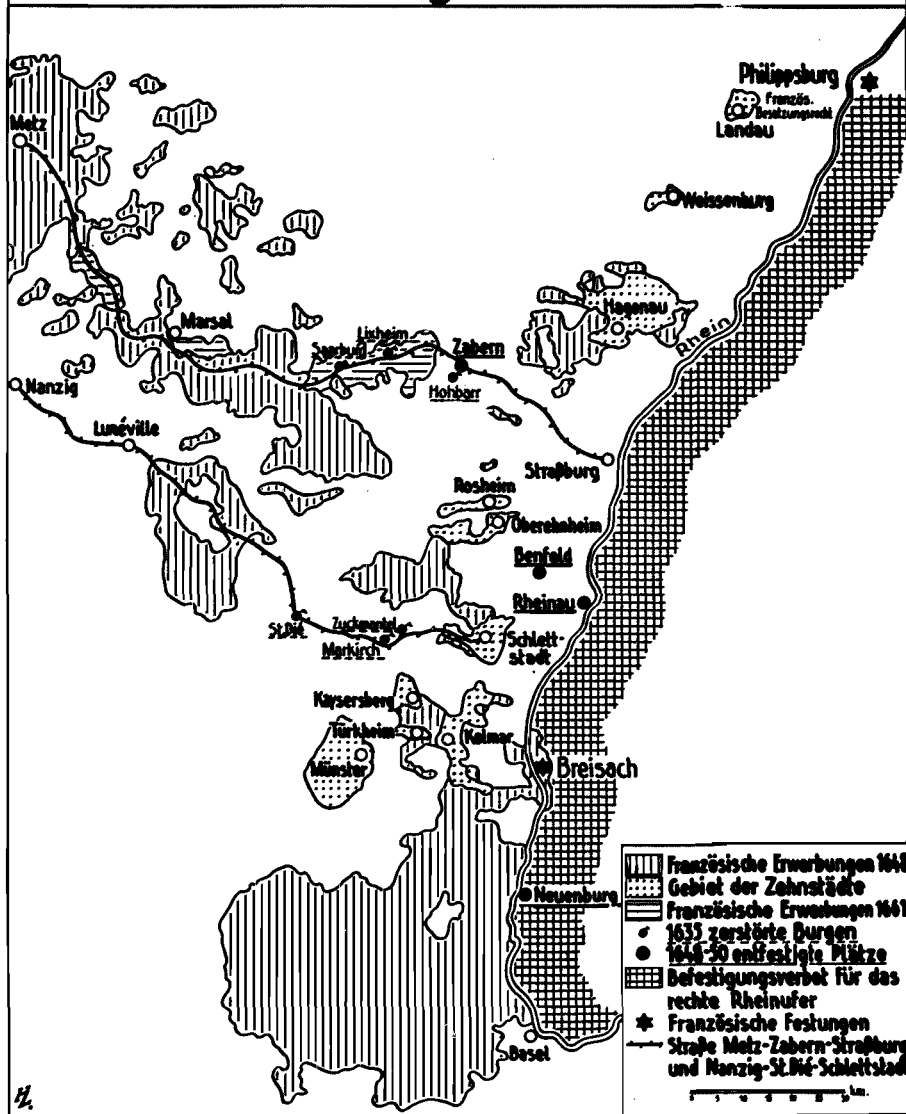 Philippsburg
Französ.
Besatzungsrecht
Landau
Metz
Weissenburg
Hagenau
Rhein
Marsal
Lixheim
Saarburg
Zabern
Hohbarr
Nanzig
Lunéville
Straßburg
Rosheim
Oberehnheim
Benfeld
Rheinau
St.Dié
Zuckmantel
Markirch
Schlett-
stadt
Kaysersberg
Türkheim
Kolmar
Münster
Breisach
Neuenburg
Basel
Französische Erwerbungen 1648
Gebiet der Zehnstädte
Französische Erwerbungen 1661
1635 zerstörte Burgen
1648-50 entfestigte Plätze
Befestigungsverbot für das
rechte Rheinufer
Französische Festungen
Straße Metz-Zabern-Straßburg
und Nanzig-St.Dié-Schlettstadt
km.